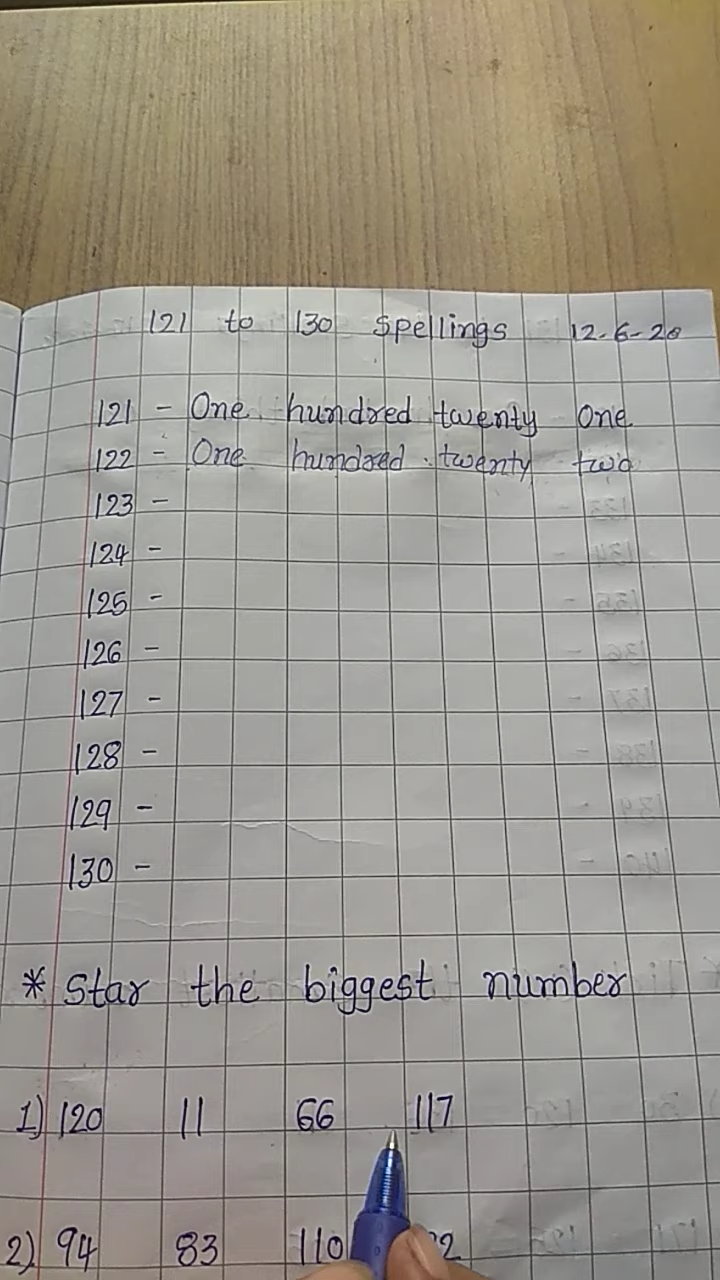 121 to 130 Spellings 12-6-20
121 - One hundred twenty One
122 - One hundred twenty two
123 -
124 -
125 -
126 -
127 -
128 -
129 -
130 -
* Star the biggest number
1) 120 11 66 117
2) 94 83 110